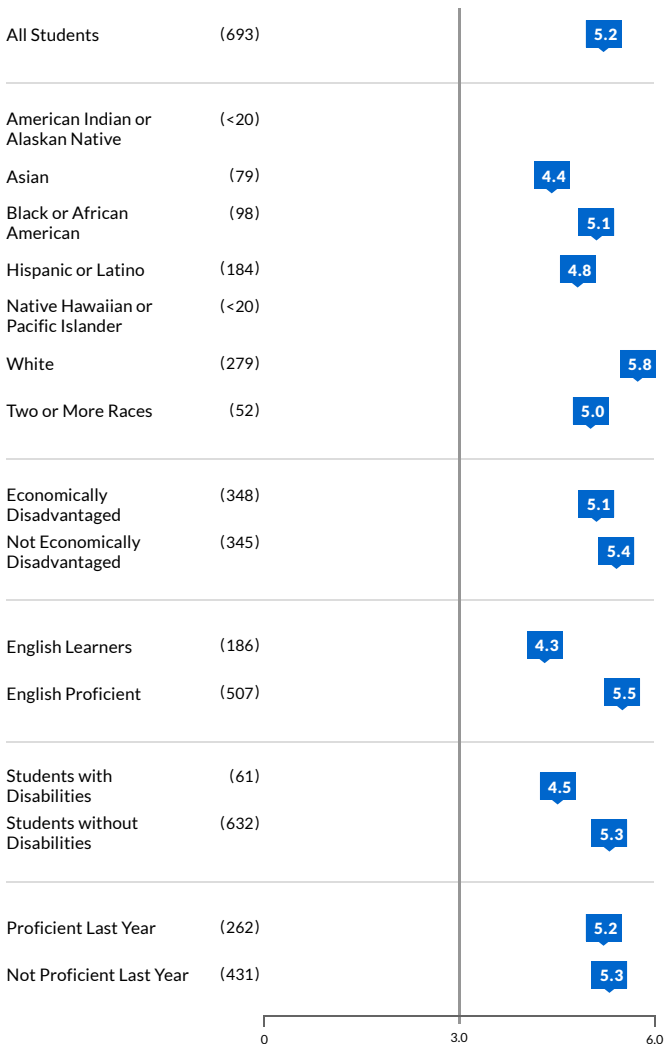 All Students (693) 5.2
American Indian or (<20)
Alaskan Native
Asian (79) 4.4
Black or African (98) 5.1
American
Hispanic or Latino (184) 4.8
Native Hawaiian or (<20)
Pacific Islander
White (279) 5.8
Two or More Races (52) 5.0
Economically (348) 5.1
Disadvantaged
Not Economically (345) 5.4
Disadvantaged
English Learners (186) 4.3
English Proficient (507) 5.5
Students with (61) 4.5
Disabilities
Students without (632) 5.3
Disabilities
Proficient Last Year (262) 5.2
Not Proficient Last Year (431) 5.3
0 3.0 6.0